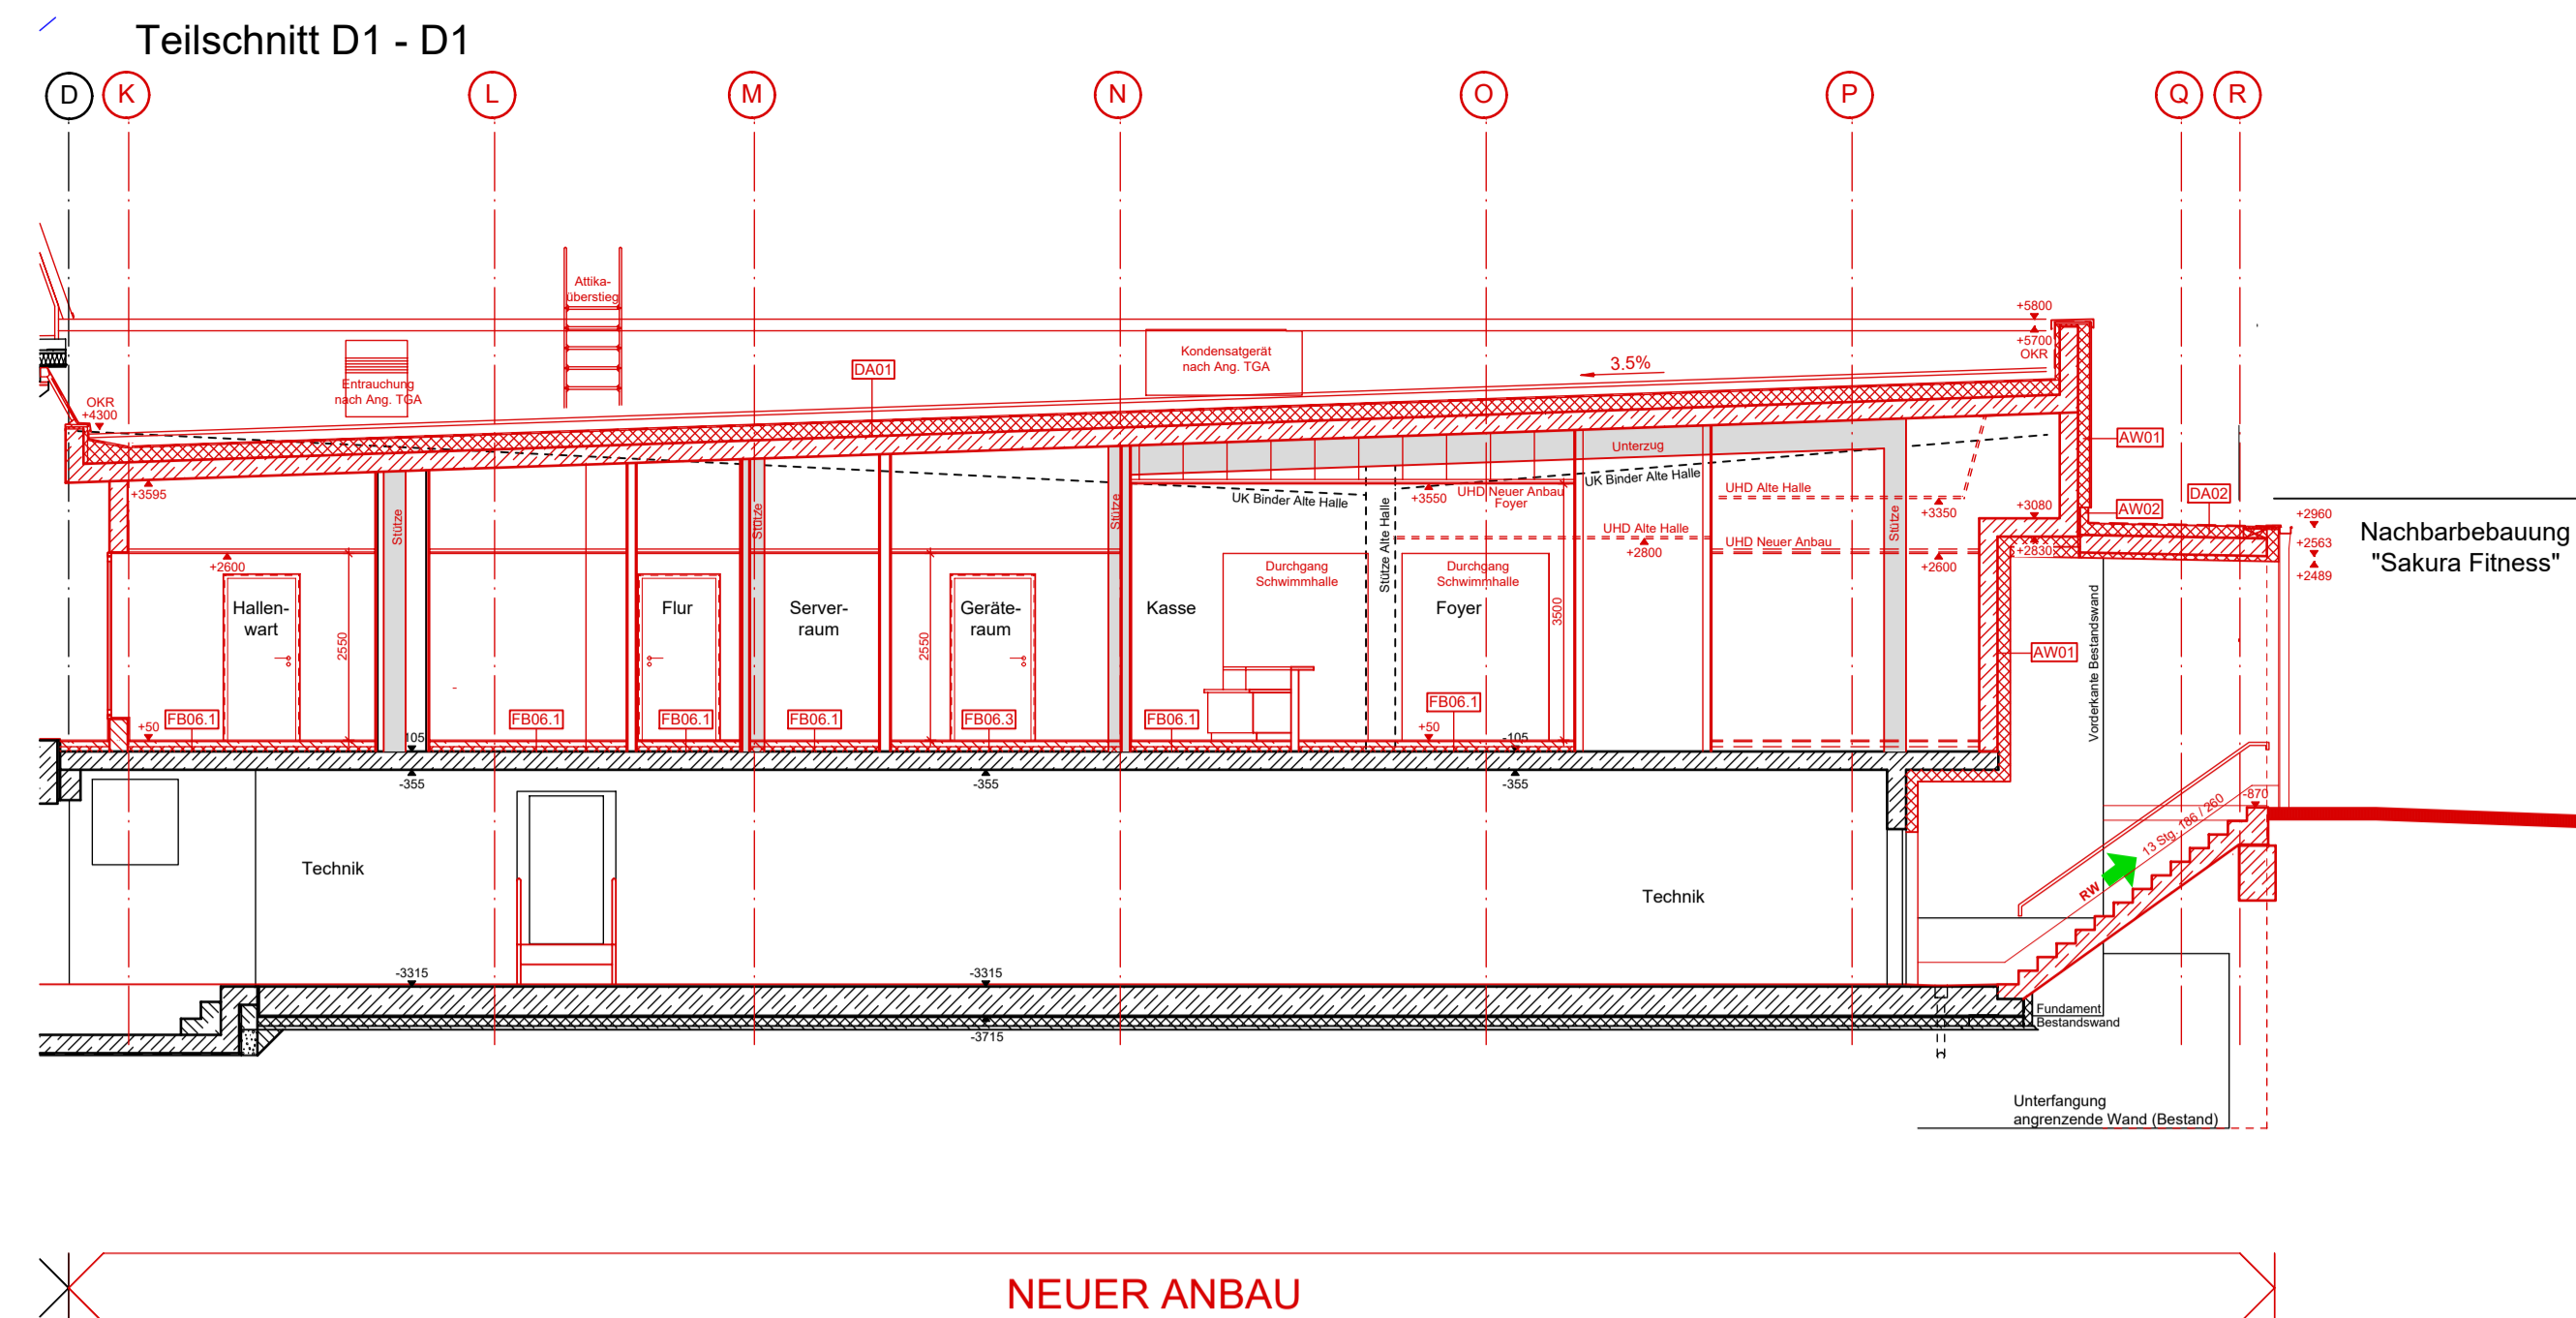 Teilschnitt D1 - D1
D
K
L
M
N
O
P
Q
R
Attika-
überstieg
+5800
+5700
OKR
Kondensatgerät
nach Ang. TGA
3.5%
DA01
Entrauchung
nach Ang. TGA
OKR
+4300
Unterzug
AW01
UK Binder Alte Halle
UK Binder Alte Halle
+3595
+3550
UHD Neuer Anbau
Foyer
UHD Alte Halle
+3350
+3080
AW02
DA02
+2960
+2563
+2489
Nachbarbebauung
"Sakura Fitness"
Stütze
Stütze
Stütze
Stütze Alte Halle
Stütze
UHD Alte Halle
+2800
UHD Neuer Anbau
+2600
+2830
+2600
Durchgang
Schwimmhalle
Durchgang
Schwimmhalle
Hallen-
wart
Flur
Server-
raum
Geräte-
raum
Kasse
Foyer
2550
2550
3500
AW01
Vorderkante Bestandswand
+50
FB06.1
FB06.1
FB06.1
FB06.1
FB06.3
FB06.1
FB06.1
+50
-105
105
-355
-355
-355
-870
13 Stg. 186 / 260
RW
Technik
Technik
-3315
-3315
-3715
Fundament
Bestandswand
Unterfangung
angrenzende Wand (Bestand)
NEUER ANBAU